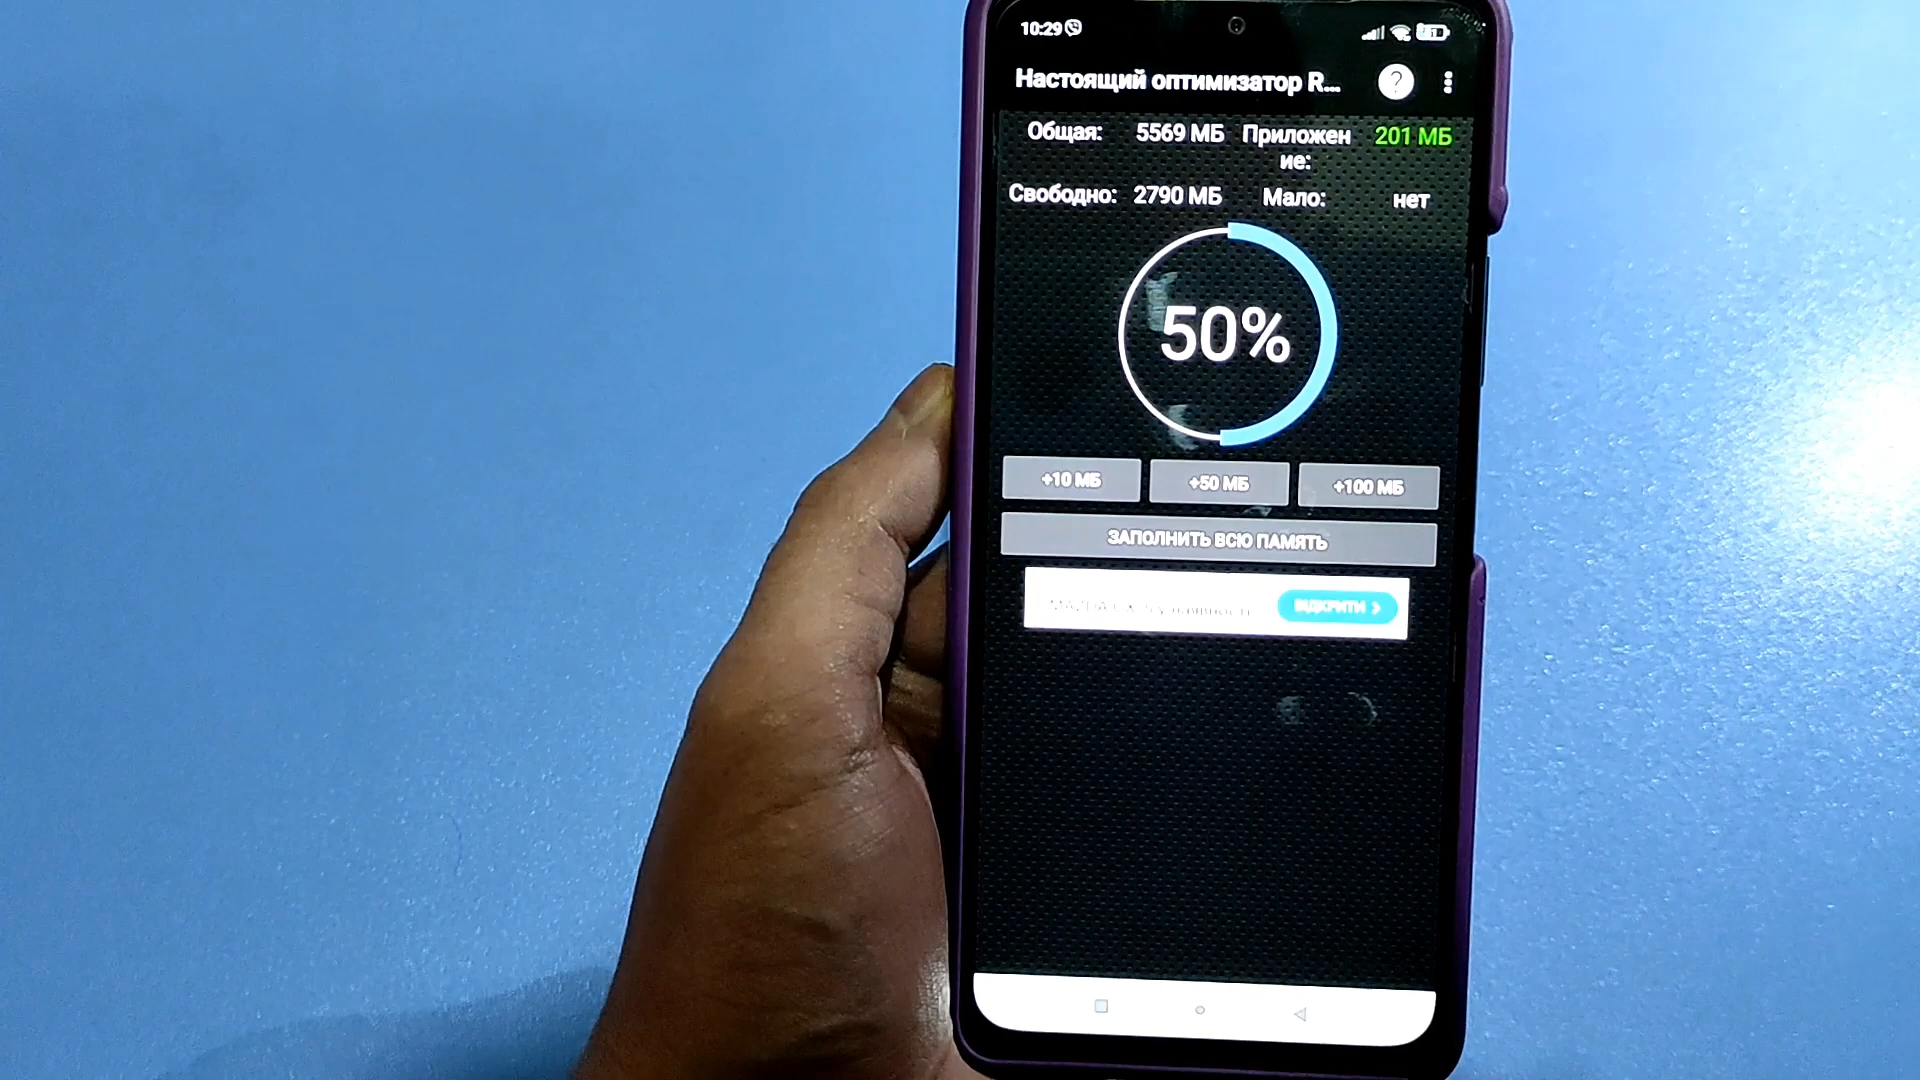 10:29
Настоящий оптимизатор R...
Общая: 5569 МБ Приложен
ие: 201 МБ
Свободно: 2790 МБ Мало: нет
50%
+10 МБ +50 МБ +100 МБ
ЗАПОЛНИТЬ ВСЮ ПАМЯТЬ
ВІДКРИТИ